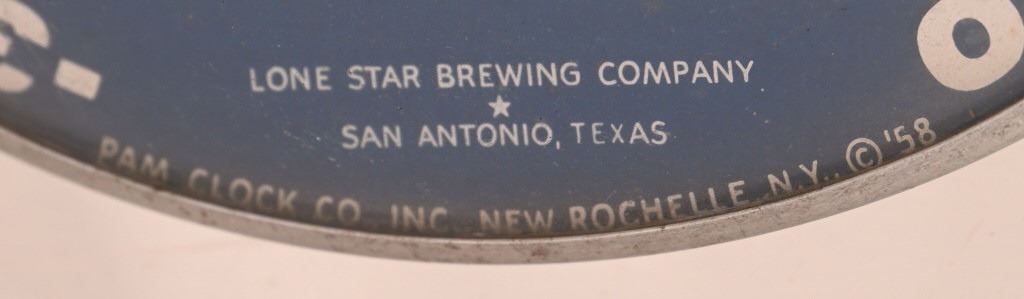 LONE STAR BREWING COMPANY
★
SAN ANTONIO, TEXAS
PAM CLOCK CO. INC. NEW ROCHELLE, N.Y., © '58